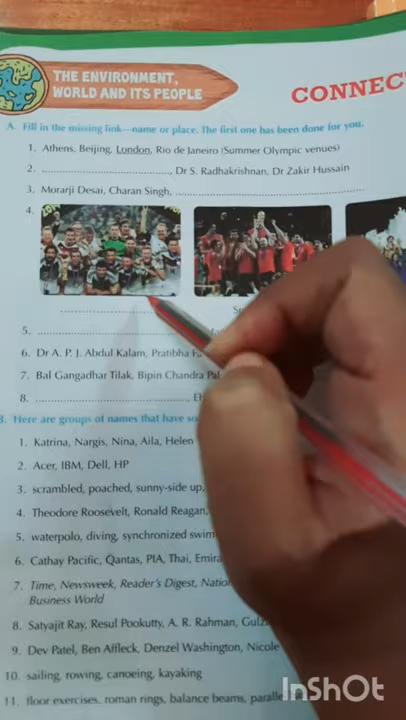 THE ENVIRONMENT,
WORLD AND ITS PEOPLE
CONNEC
A. Fill in the missing link—name or place. The first one has been done for you.
1. Athens, Beijing, London, Rio de Janeiro (Summer Olympic venues)
2. ..............................., Dr S. Radhakrishnan, Dr Zakir Hussain
3. Morarji Desai, Charan Singh, ...............................
4.
5. ...............................
6. Dr A. P. J. Abdul Kalam, Pratibha
7. Bal Gangadhar Tilak, Bipin Chandra Pal
8. ...............................,
B. Here are groups of names that have
1. Katrina, Nargis, Nina, Aila, Helen
2. Acer, IBM, Dell, HP
3. scrambled, poached, sunny-side up,
4. Theodore Roosevelt, Ronald Reagan,
5. waterpolo, diving, synchronized swim
6. Cathay Pacific, Qantas, PIA, Thai, Emira
7. Time, Newsweek, Reader's Digest, Nation
Business World
8. Satyajit Ray, Resul Pookutty, A. R. Rahman, Gulz
9. Dev Patel, Ben Affleck, Denzel Washington, Nicole
10. sailing, rowing, canoeing, kayaking
11. floor exercises, roman rings, balance beams, paralle
InShOt